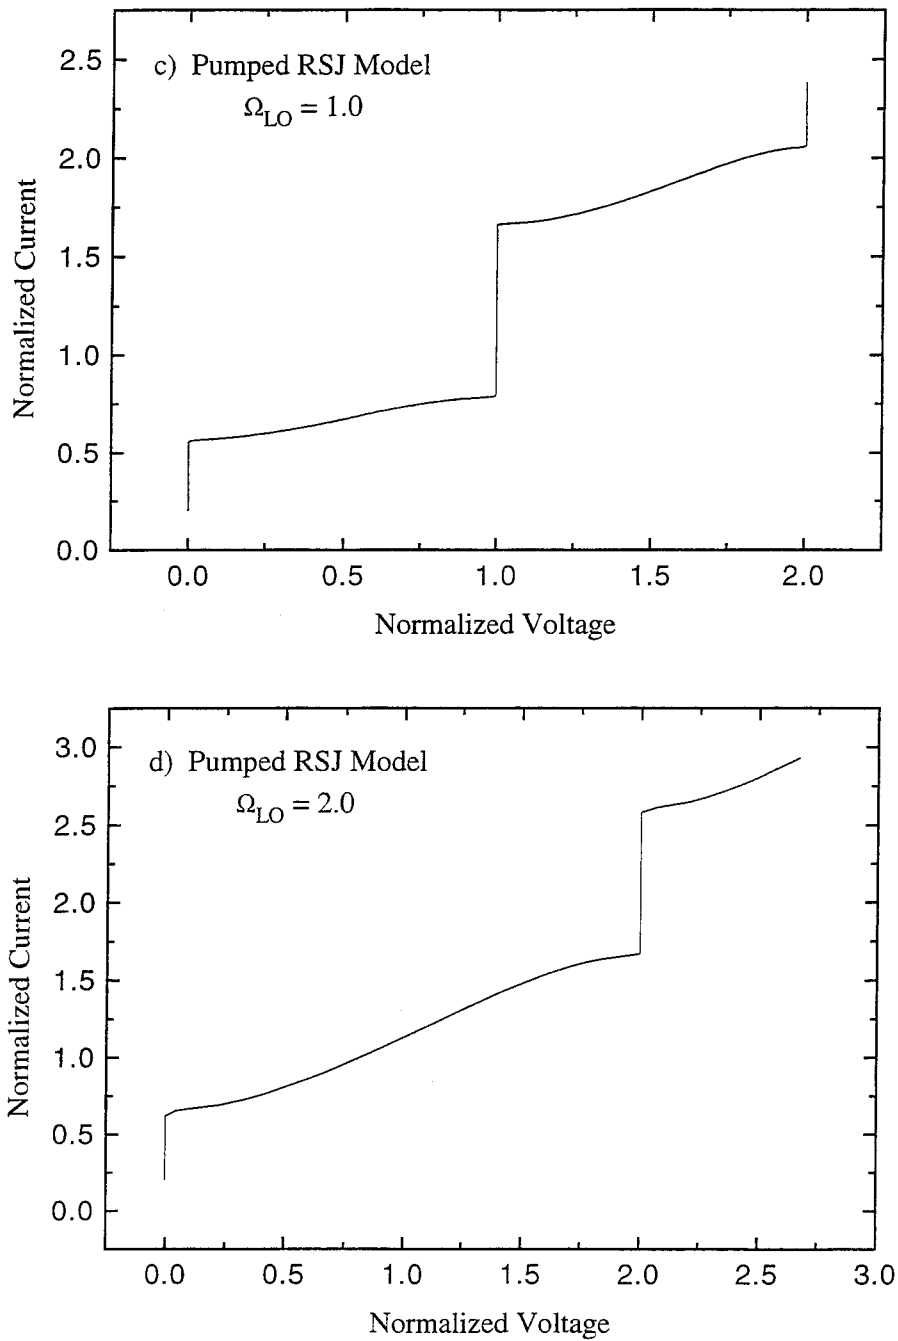 c) Pumped RSJ Model
Ω_LO = 1.0
2.5
2.0
1.5
1.0
0.5
0.0
Normalized Current
0.0 0.5 1.0 1.5 2.0
Normalized Voltage
d) Pumped RSJ Model
Ω_LO = 2.0
3.0
2.5
2.0
1.5
1.0
0.5
0.0
Normalized Current
0.0 0.5 1.0 1.5 2.0 2.5 3.0
Normalized Voltage